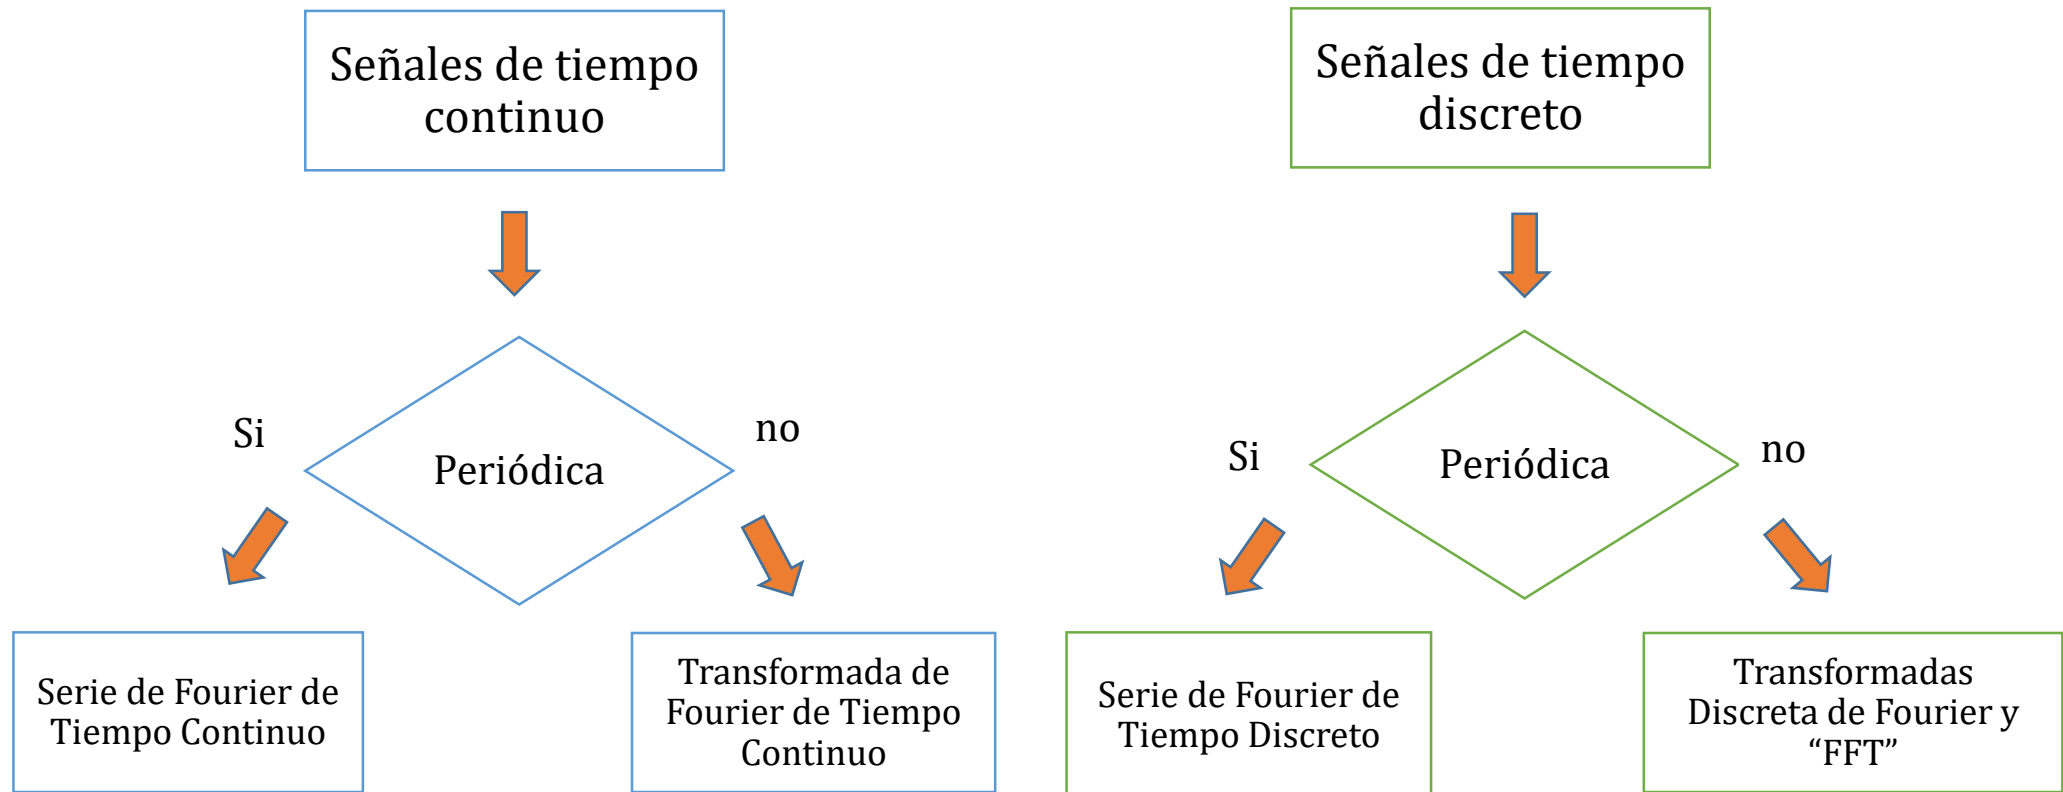 Señales de tiempo
continuo
Si
Periódica
no
Serie de Fourier de
Tiempo Continuo
Transformada de
Fourier de Tiempo
Continuo
Señales de tiempo
discreto
Si
Periódica
no
Serie de Fourier de
Tiempo Discreto
Transformadas
Discreta de Fourier y
“FFT”